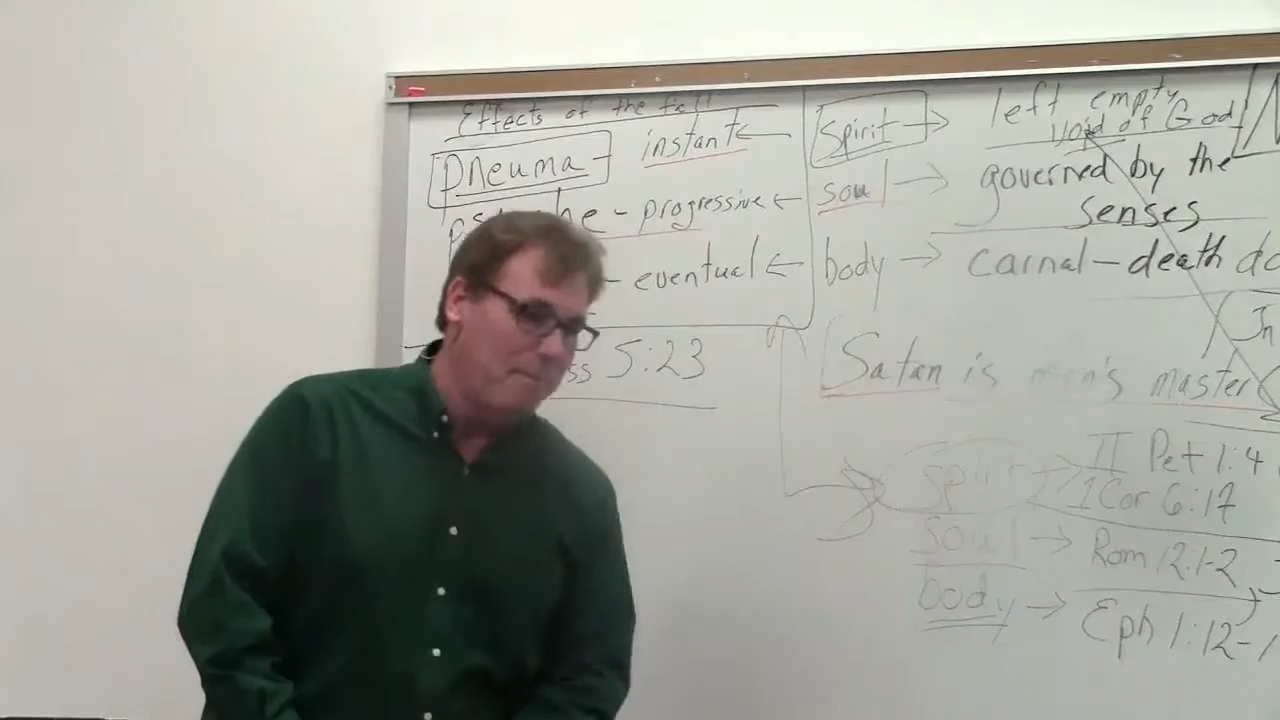 Effects of the fall
pneuma - instant ←
- progressive ←
- eventual ←
5:23
spirit → left empty
void of God
soul → governed by the
senses
body → carnal - death
Satan is man's master
spirit → II Pet 1:4
1 Cor 6:17
soul → Rom 12:1-2
body → Eph 1:12-